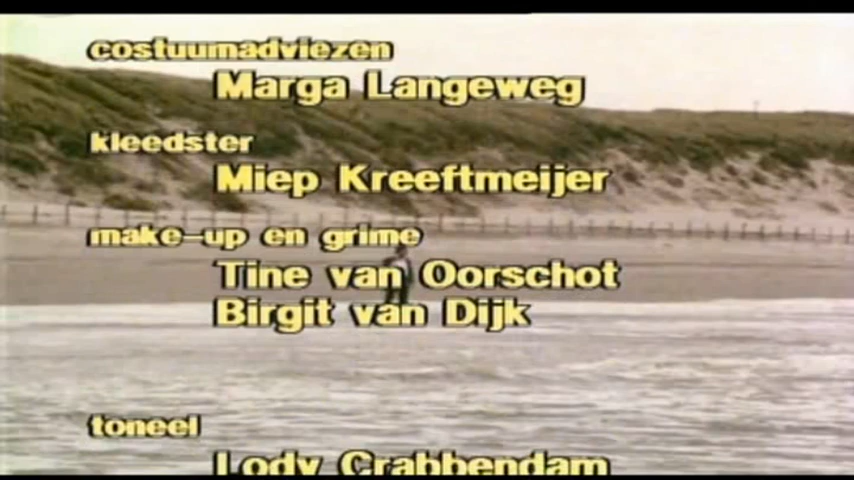 costuumadviezen
Marga Langeweg
kleedster
Miep Kreeftmeijer
make-up en grime
Tine van Oorschot
Birgit van Dijk
toneel
Lody Crabbendam